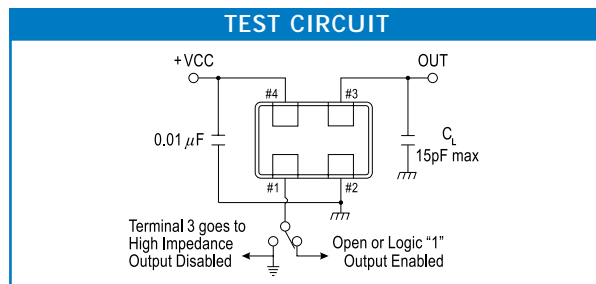 TEST CIRCUIT
+VCC
OUT
#4
#3
0.01 μF
C_L
15pF max
#1
#2
Terminal 3 goes to
High Impedance
Output Disabled
Open or Logic “1”
Output Enabled